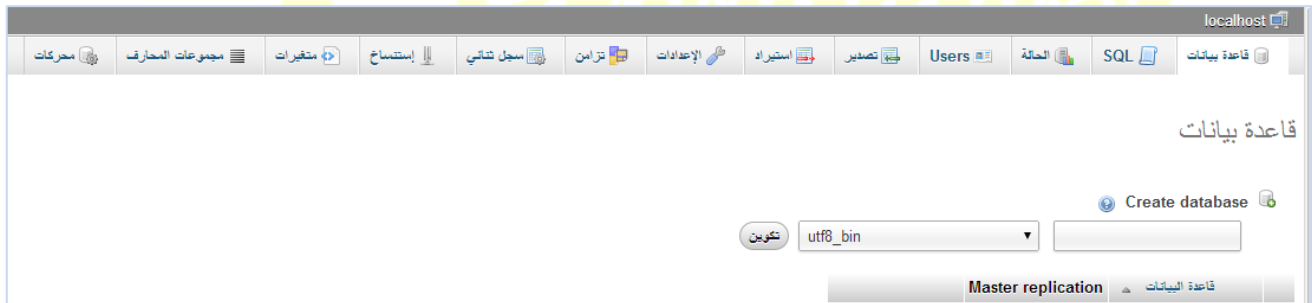 localhost
قاعدة بيانات SQL الحالة Users تصدير استيراد الإعدادات تزامن سجل ثنائي إستنساخ متغيرات مجموعات المحارف محركات
قاعدة بيانات
Create database
utf8_bin تكوين
قاعدة البيانات Master replication